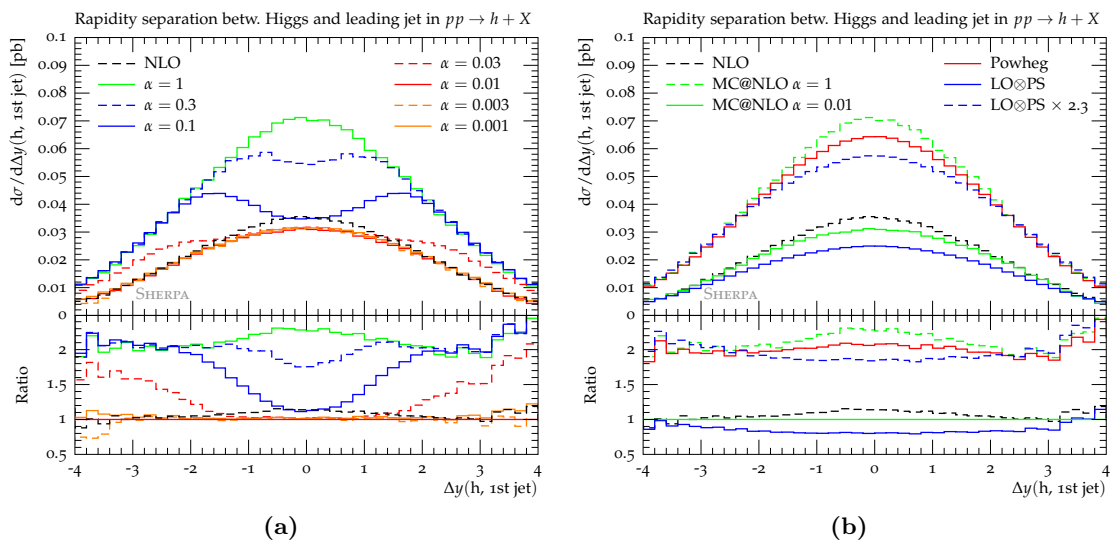 Rapidity separation betw. Higgs and leading jet in pp → h + X
dσ/dΔy(h, 1st jet) [pb]
0.1
0.09
0.08
0.07
0.06
0.05
0.04
0.03
0.02
0.01
0
NLO
α = 1
α = 0.3
α = 0.1
α = 0.03
α = 0.01
α = 0.003
α = 0.001
SHERPA
Ratio
2
1.5
1
0.5
-4 -3 -2 -1 0 1 2 3 4
Δy(h, 1st jet)
(a)
Rapidity separation betw. Higgs and leading jet in pp → h + X
dσ/dΔy(h, 1st jet) [pb]
0.1
0.09
0.08
0.07
0.06
0.05
0.04
0.03
0.02
0.01
0
NLO
MC@NLO α = 1
MC@NLO α = 0.01
Powheg
LO⊗PS
LO⊗PS × 2.3
SHERPA
Ratio
2
1.5
1
0.5
-4 -3 -2 -1 0 1 2 3 4
Δy(h, 1st jet)
(b)